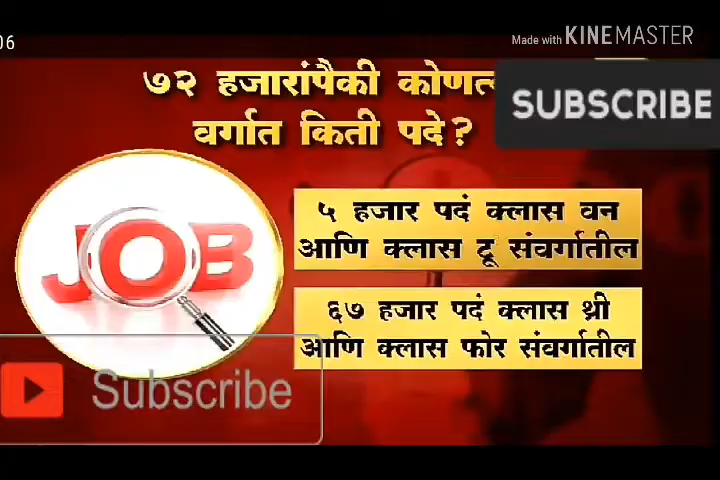 06
Made with KINEMASTER
७२ हजारांपैकी
वर्गात किती पदे?
SUBSCRIBE
JOB
५ हजार पदं क्लास वन
आणि क्लास टू संवर्गातील
६७ हजार पदं क्लास थ्री
आणि क्लास फोर संवर्गातील
Subscribe